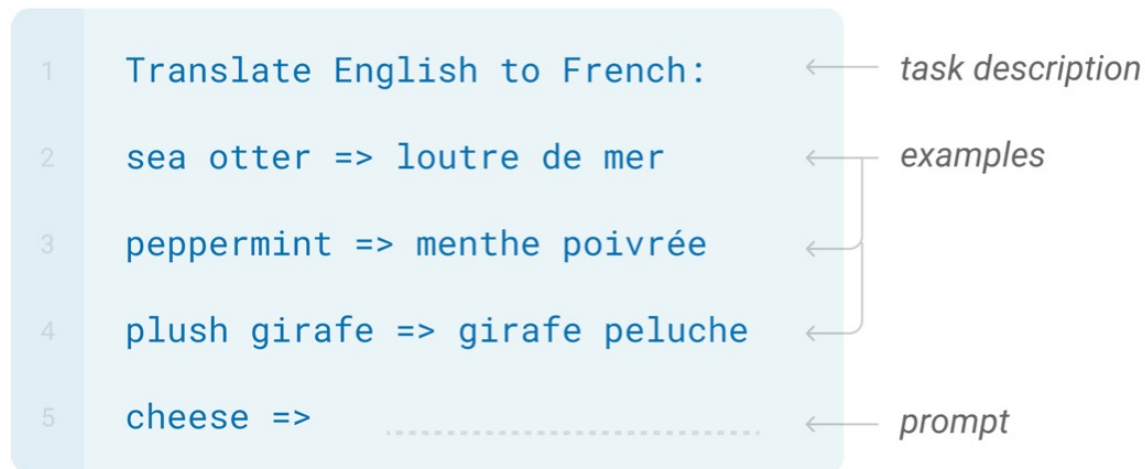 1 Translate English to French: task description
2 sea otter => loutre de mer examples
3 peppermint => menthe poivrée
4 plush girafe => girafe peluche
5 cheese => prompt